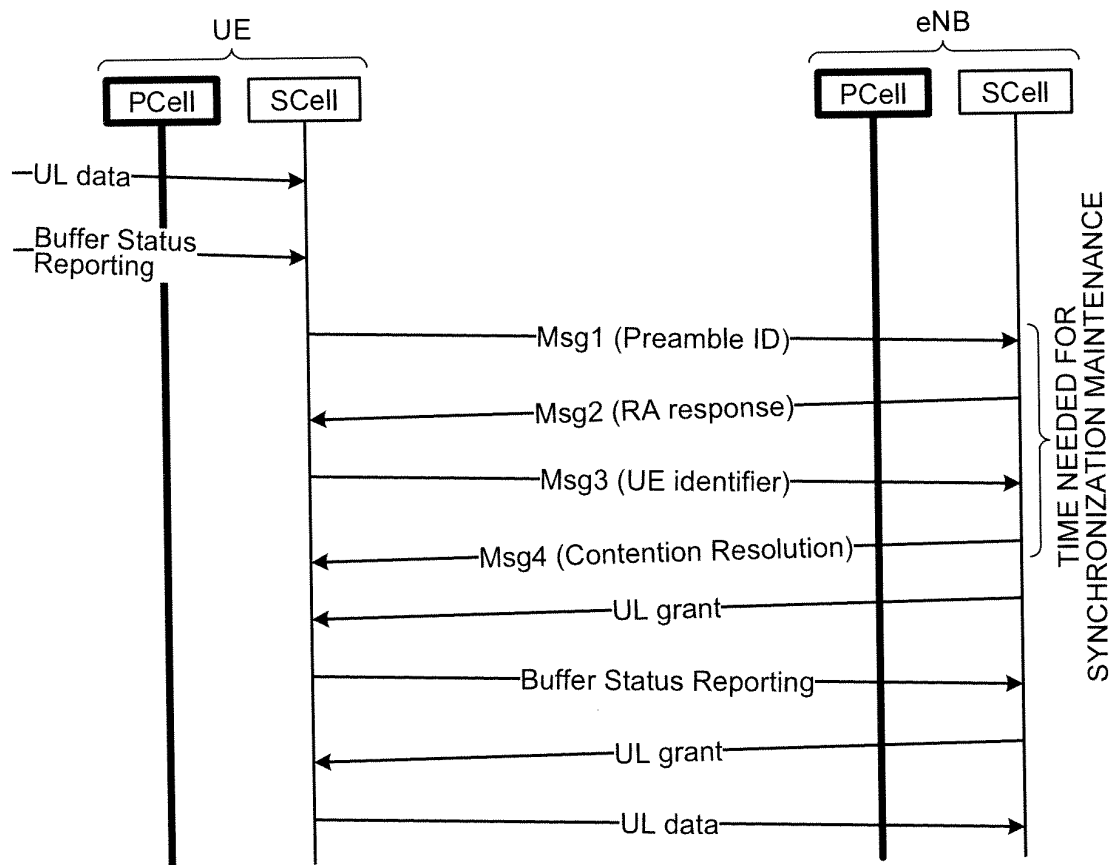 UE
eNB
PCell
SCell
PCell
SCell
UL data
Buffer Status
Reporting
Msg1 (Preamble ID)
Msg2 (RA response)
Msg3 (UE identifier)
Msg4 (Contention Resolution)
UL grant
Buffer Status Reporting
UL grant
UL data
TIME NEEDED FOR
SYNCHRONIZATION MAINTENANCE